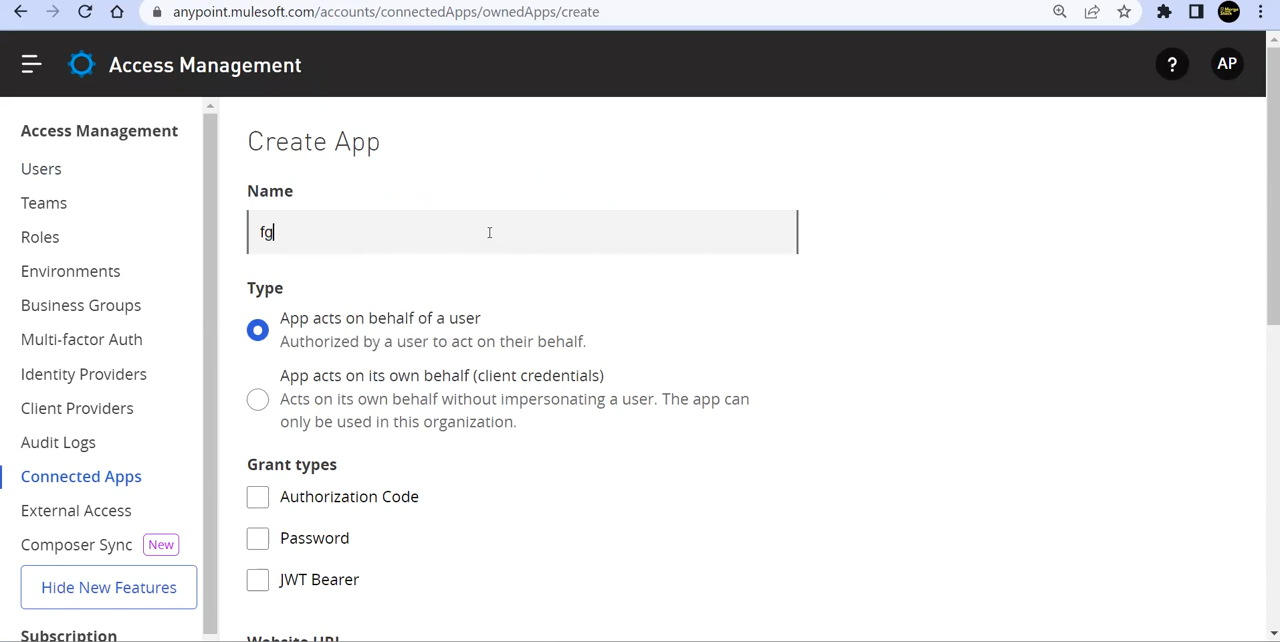 anypoint.mulesoft.com/accounts/connectedApps/ownedApps/create
Access Management
?
AP
Access Management
Users
Teams
Roles
Environments
Business Groups
Multi-factor Auth
Identity Providers
Client Providers
Audit Logs
Connected Apps
External Access
Composer Sync New
Hide New Features
Subscription
Create App
Name
fg
Type
App acts on behalf of a user
Authorized by a user to act on their behalf.
App acts on its own behalf (client credentials)
Acts on its own behalf without impersonating a user. The app can
only be used in this organization.
Grant types
Authorization Code
Password
JWT Bearer
Website URL